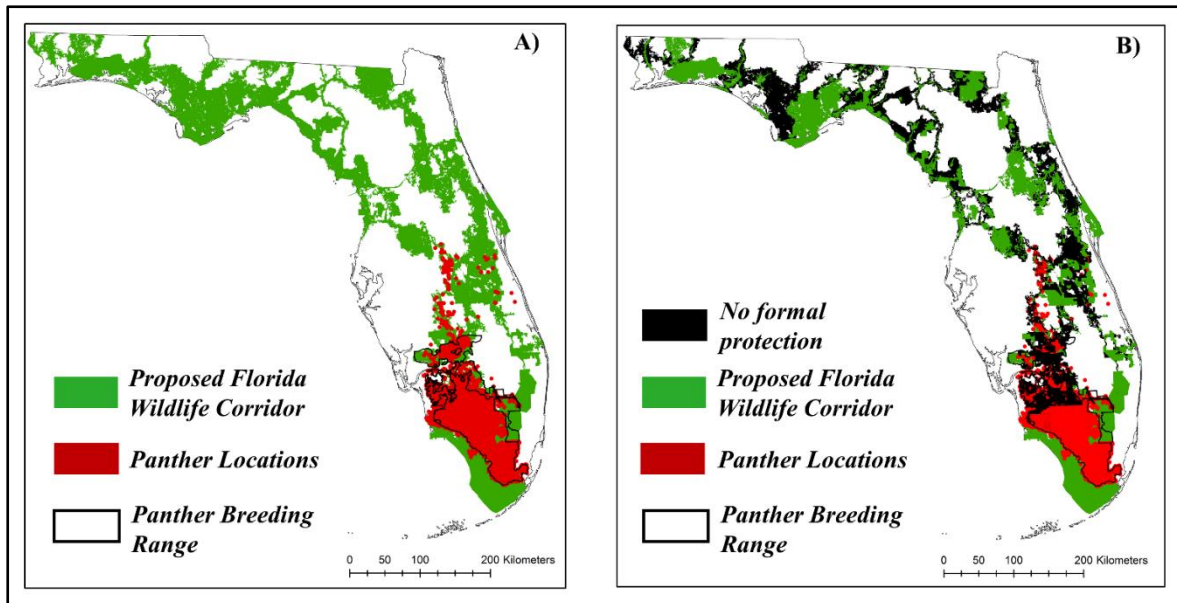 A)
Proposed Florida
Wildlife Corridor
Panther Locations
Panther Breeding
Range
0 50 100 200 Kilometers
B)
No formal
protection
Proposed Florida
Wildlife Corridor
Panther Locations
Panther Breeding
Range
0 50 100 200 Kilometers